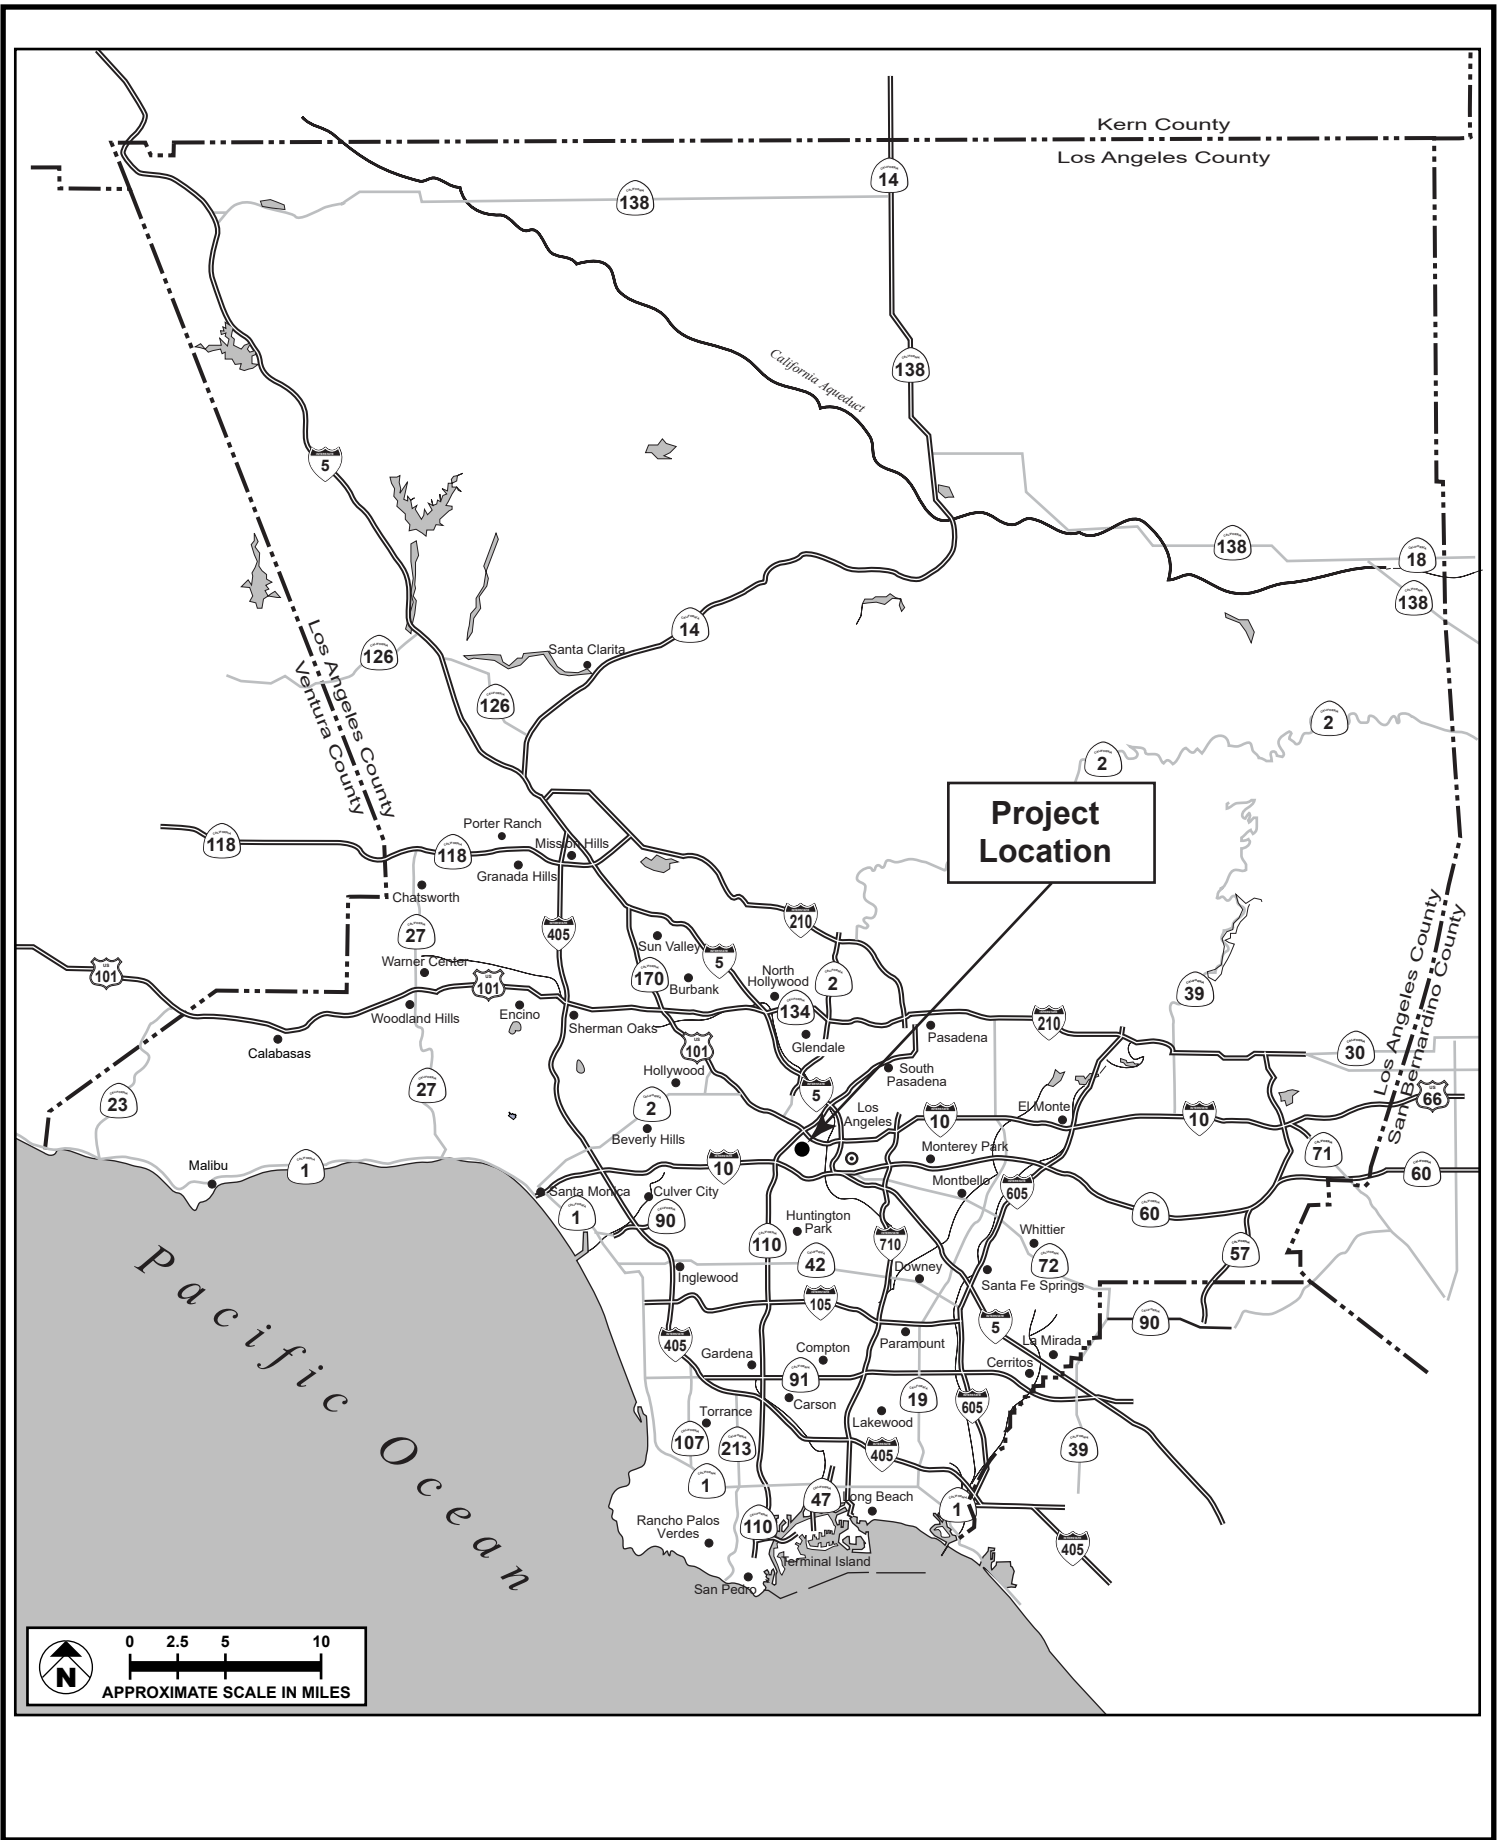 Kern County
Los Angeles County
14
138
138
California Aqueduct
5
138
18
138
14
126
Santa Clarita
126
Los Angeles County
Ventura County
2
2
Project
Location
Porter Ranch
118
118
Mission Hills
Granada Hills
Chatsworth
210
27
405
Sun Valley
5
Warner Center
101
101
170
Burbank
North
Hollywood
2
39
Los Angeles County
San Bernardino County
Woodland Hills
Encino
Sherman Oaks
134
Glendale
Pasadena
210
Calabasas
101
30
Hollywood
South
Pasadena
23
27
2
5
Los
Angeles
10
El Monte
10
US
66
Beverly Hills
Monterey Park
71
Malibu
1
10
60
Santa Monica
Culver City
Montbello
605
1
90
Huntington
Park
60
110
710
Whittier
57
42
72
Inglewood
Downey
Santa Fe Springs
105
5
90
405
Gardena
Compton
Paramount
La Mirada
Cerritos
91
Carson
19
605
Torrance
Lakewood
107
213
405
39
1
47
Long Beach
1
Rancho Palos
Verdes
110
405
Terminal Island
San Pedro
Pacific Ocean
0 2.5 5 10
N
APPROXIMATE SCALE IN MILES